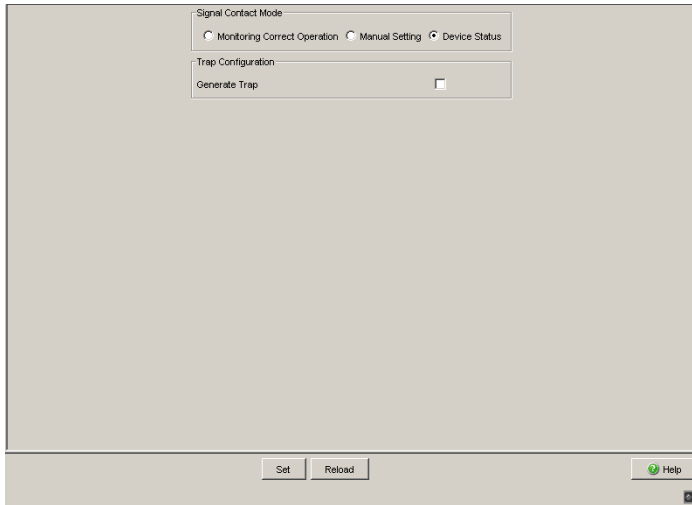 Signal Contact Mode
Monitoring Correct Operation Manual Setting Device Status
Trap Configuration
Generate Trap
Set Reload Help